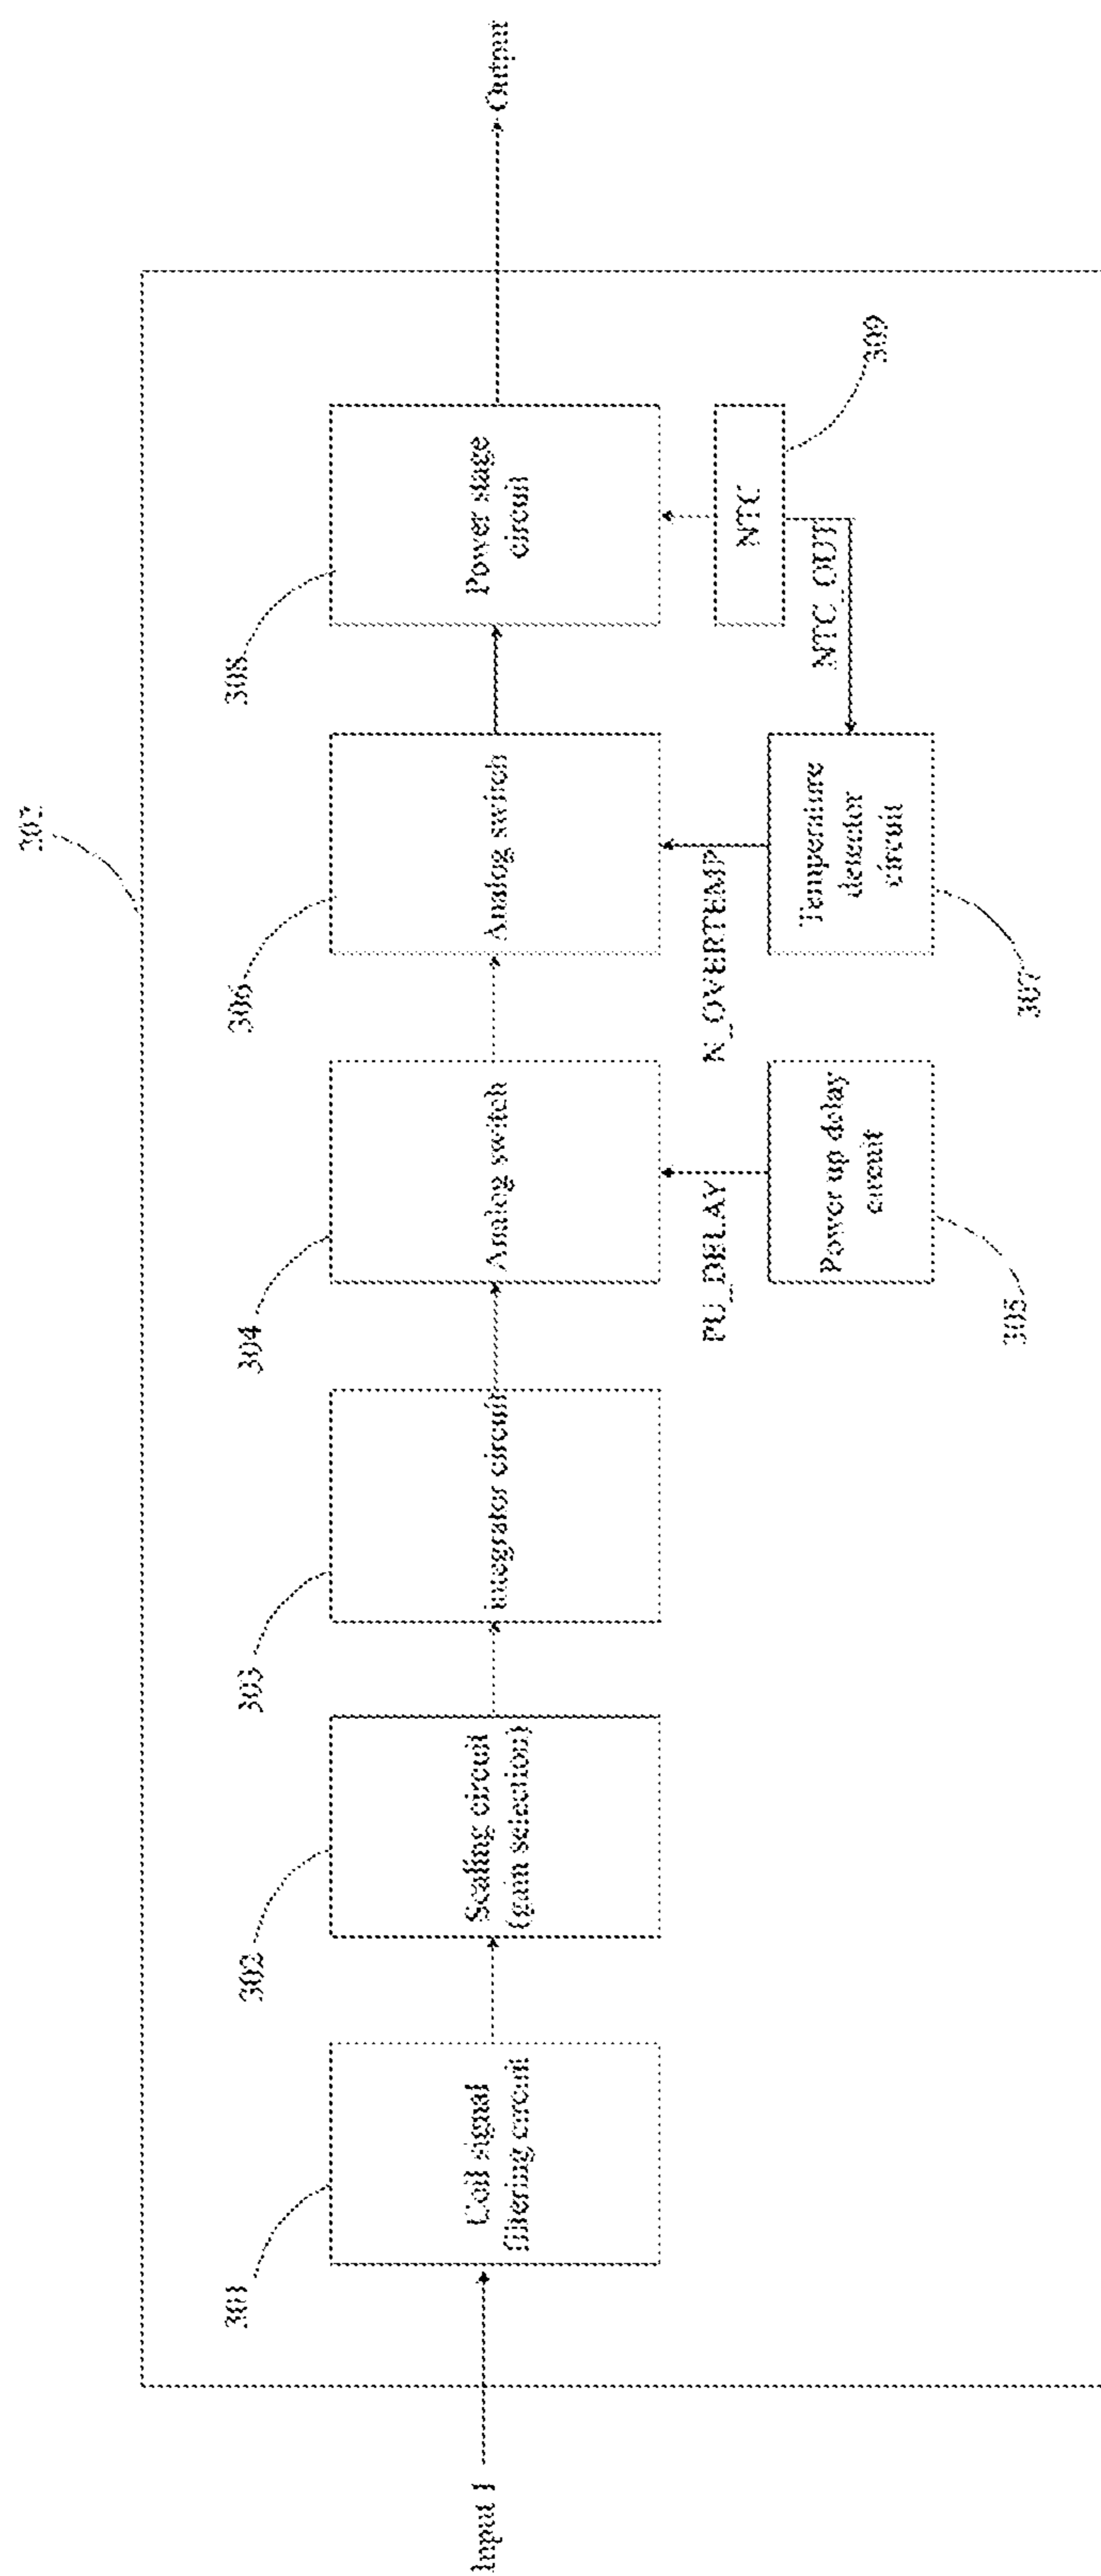 301
302
303
304
306
308
Input 1
Coil signal
filtering circuit
Scaling circuit
(gain selection)
integrator circuit
Analog switch
Analog switch
Power stage
circuit
Output
PU_DELAY
N_OVERTEMP
NTC
NTC_OUT
Power up delay
circuit
Temperature
detector
circuit
309
305
307